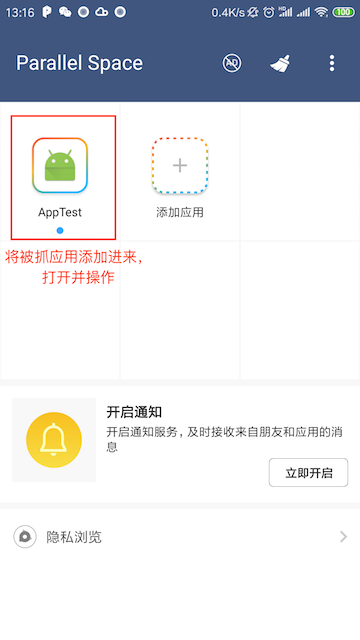 13:16
0.4K/s
HD
100
Parallel Space
AD
AppTest
添加应用
将被抓应用添加进来,
打开并操作
开启通知
开启通知服务，及时接收来自朋友和应用的消
息
立即开启
隐私浏览